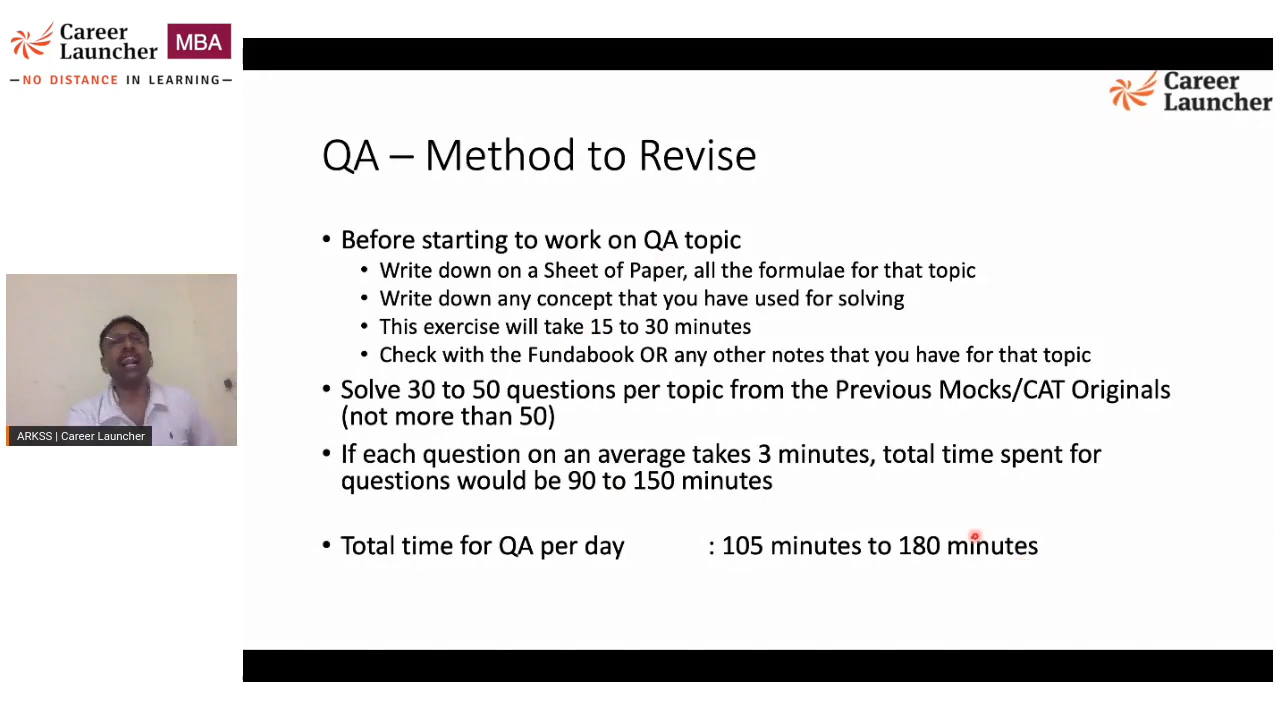 Career
Launcher
MBA
NO DISTANCE IN LEARNING
Career
Launcher
QA – Method to Revise
• Before starting to work on QA topic
• Write down on a Sheet of Paper, all the formulae for that topic
• Write down any concept that you have used for solving
• This exercise will take 15 to 30 minutes
• Check with the Fundabook OR any other notes that you have for that topic
• Solve 30 to 50 questions per topic from the Previous Mocks/CAT Originals
(not more than 50)
• If each question on an average takes 3 minutes, total time spent for
questions would be 90 to 150 minutes
• Total time for QA per day : 105 minutes to 180 minutes
ARKSS | Career Launcher